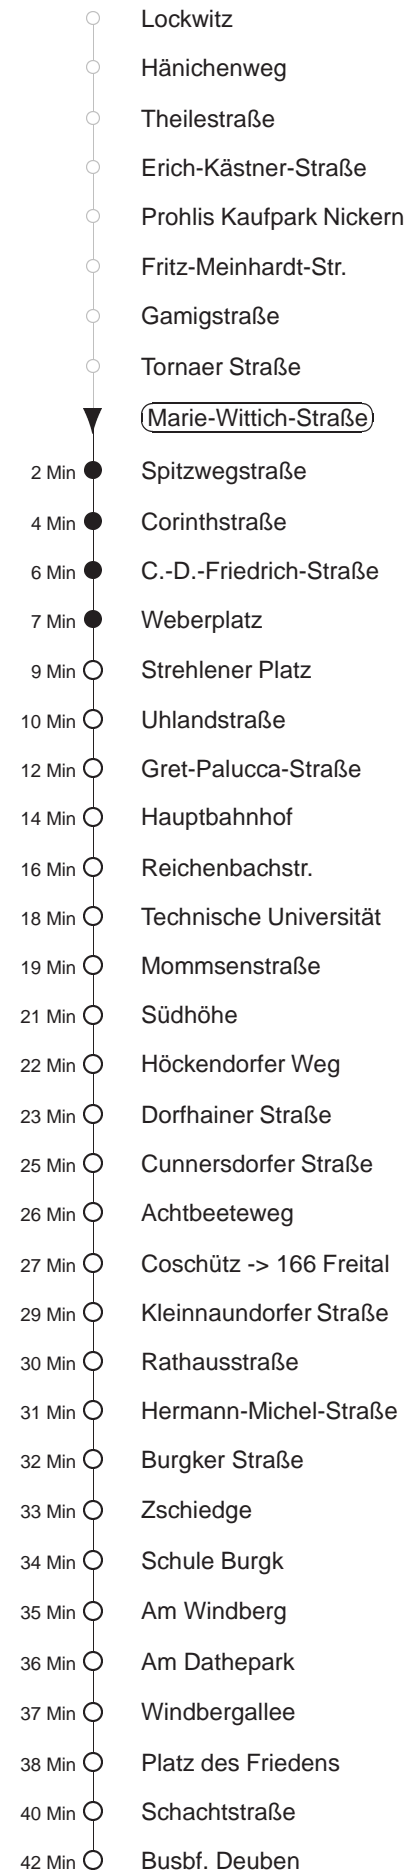 Lockwitz
Hänichenweg
Theilestraße
Erich-Kästner-Straße
Prohlis Kaufpark Nickern
Fritz-Meinhardt-Str.
Gamigstraße
Tornaer Straße
Marie-Wittich-Straße
2 Min Spitzwegstraße
4 Min Corinthstraße
6 Min C.-D.-Friedrich-Straße
7 Min Weberplatz
9 Min Strehlener Platz
10 Min Uhlandstraße
12 Min Gret-Palucca-Straße
14 Min Hauptbahnhof
16 Min Reichenbachstr.
18 Min Technische Universität
19 Min Mommsenstraße
21 Min Südhöhe
22 Min Höckendorfer Weg
23 Min Dorfhainer Straße
25 Min Cunnersdorfer Straße
26 Min Achtbeeteweg
27 Min Coschütz -> 166 Freital
29 Min Kleinnaundorfer Straße
30 Min Rathausstraße
31 Min Hermann-Michel-Straße
32 Min Burgker Straße
33 Min Zschiedge
34 Min Schule Burgk
35 Min Am Windberg
36 Min Am Dathepark
37 Min Windbergallee
38 Min Platz des Friedens
40 Min Schachtstraße
42 Min Busbf. Deuben